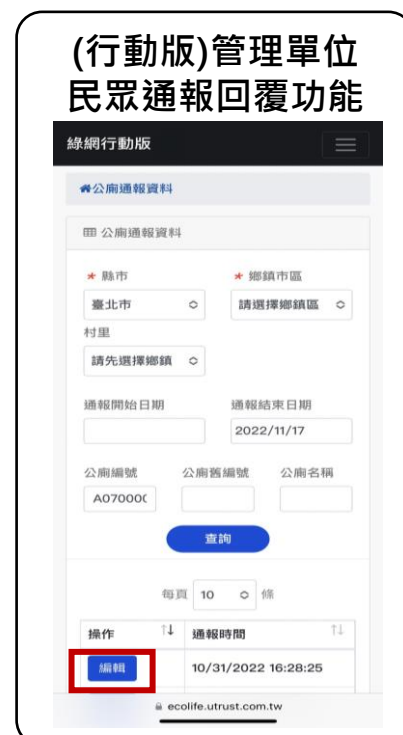 (行動版)管理單位
民眾通報回覆功能
綠網行動版
公廁通報資料
公廁通報資料
* 縣市
* 鄉鎮市區
臺北市
請選擇鄉鎮區
村里
請先選擇鄉鎮
通報開始日期
通報結束日期
2022/11/17
公廁編號
公廁舊編號
公廁名稱
A07000(
查詢
每頁 10 條
操作
通報時間
編輯
10/31/2022 16:28:25
ecolife.utrust.com.tw